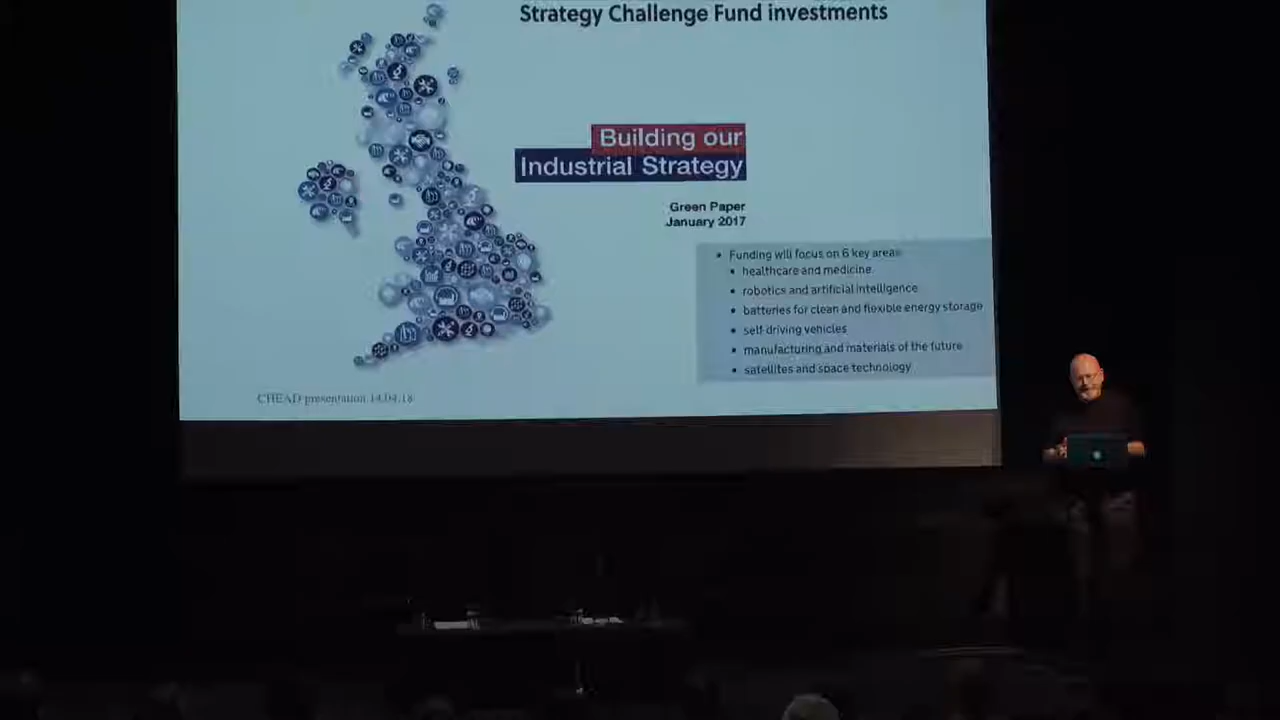 Strategy Challenge Fund investments
Building our
Industrial Strategy
Green Paper
January 2017
• Funding will focus on 6 key areas
• healthcare and medicine
• robotics and artificial intelligence
• batteries for clean and flexible energy storage
• self driving vehicles
• manufacturing and materials of the future
• satellites and space technology
CHEAD presentation 14.04.18